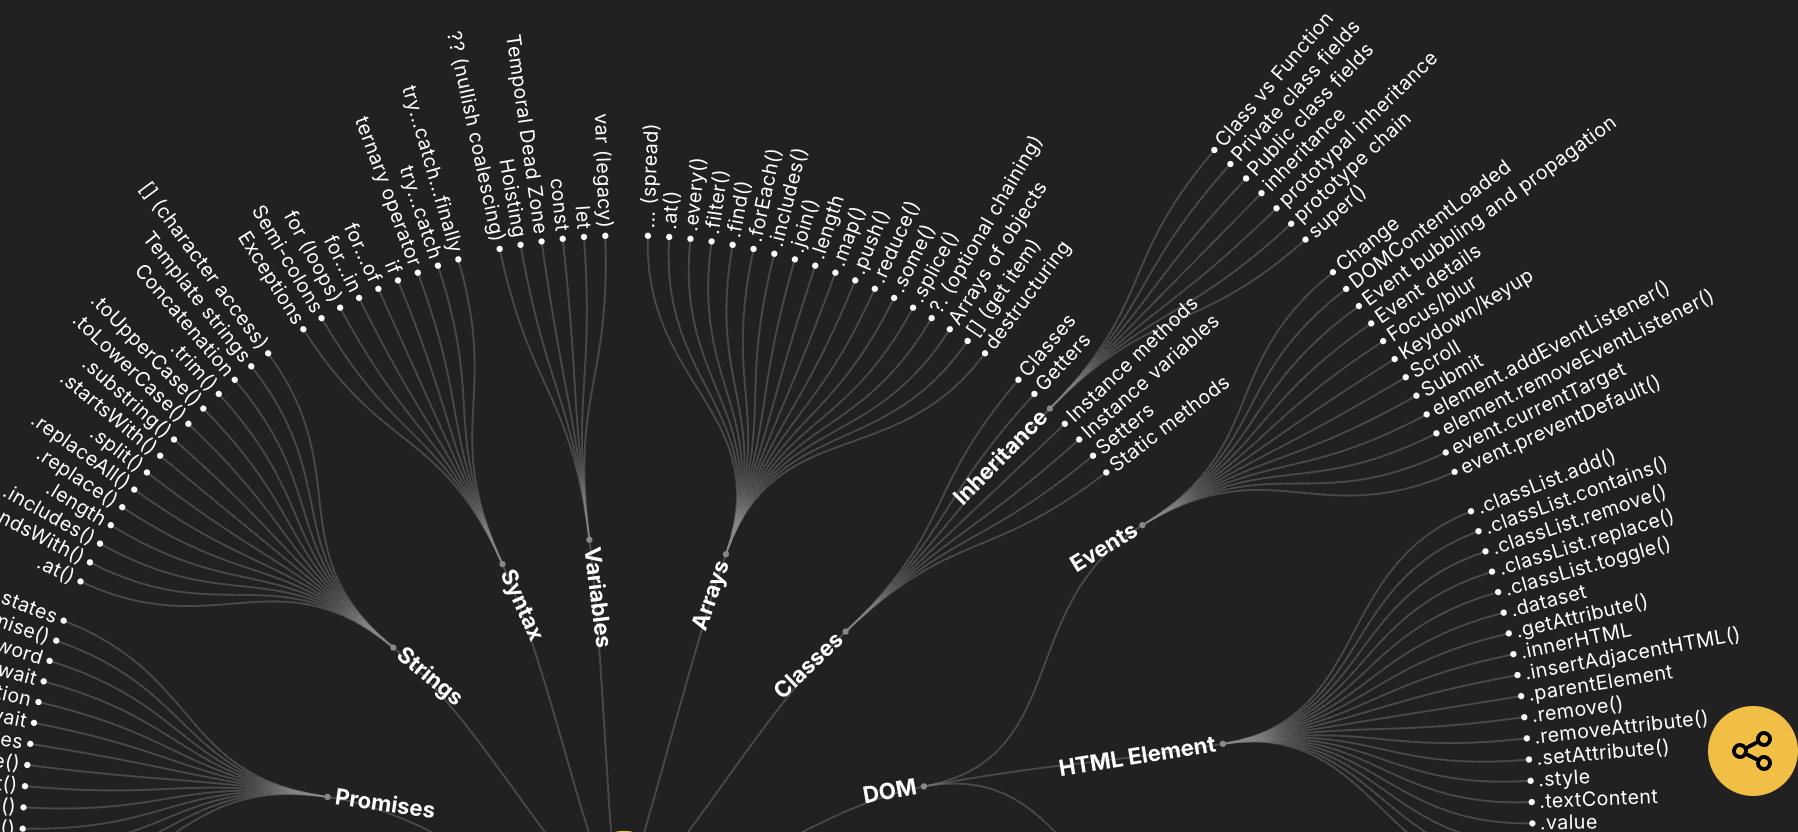 states
mise()
word
wait
tion
vait
es
e()
t()
()
()
Promises
.at()
ndsWith()
.includes()
.length
.replace()
.replaceAll()
.split()
.startsWith()
.substring()
.toLowerCase()
.toUpperCase()
.trim()
Concatenation
Template strings
[] (character access)
Strings
Exceptions
Semi-colons
for (loops)
for...in
for...of
if
ternary operator
try...catch
try...catch...finally
Syntax
?? (nullish coalescing)
Hoisting
Temporal Dead Zone
const
let
var (legacy)
Variables
... (spread)
.at()
.every()
.filter()
.find()
.forEach()
.includes()
.join()
.length
.map()
.push()
.reduce()
.some()
.splice()
?. (optional chaining)
Arrays of objects
[] (get item)
destructuring
Arrays
Classes
Getters
Inheritance
Class vs Function
Private class fields
Public class fields
inheritance
prototypal inheritance
prototype chain
super()
Instance methods
Instance variables
Setters
Static methods
Classes
Change
DOMContentLoaded
Event bubbling and propagation
Event details
Focus/blur
Keydown/keyup
Scroll
Submit
element.addEventListener()
element.removeEventListener()
event.currentTarget
event.preventDefault()
Events
.classList.add()
.classList.contains()
.classList.remove()
.classList.replace()
.classList.toggle()
.dataset
.getAttribute()
.innerHTML
.insertAdjacentHTML()
.parentElement
.remove()
.removeAttribute()
.setAttribute()
.style
.textContent
.value
HTML Element
DOM